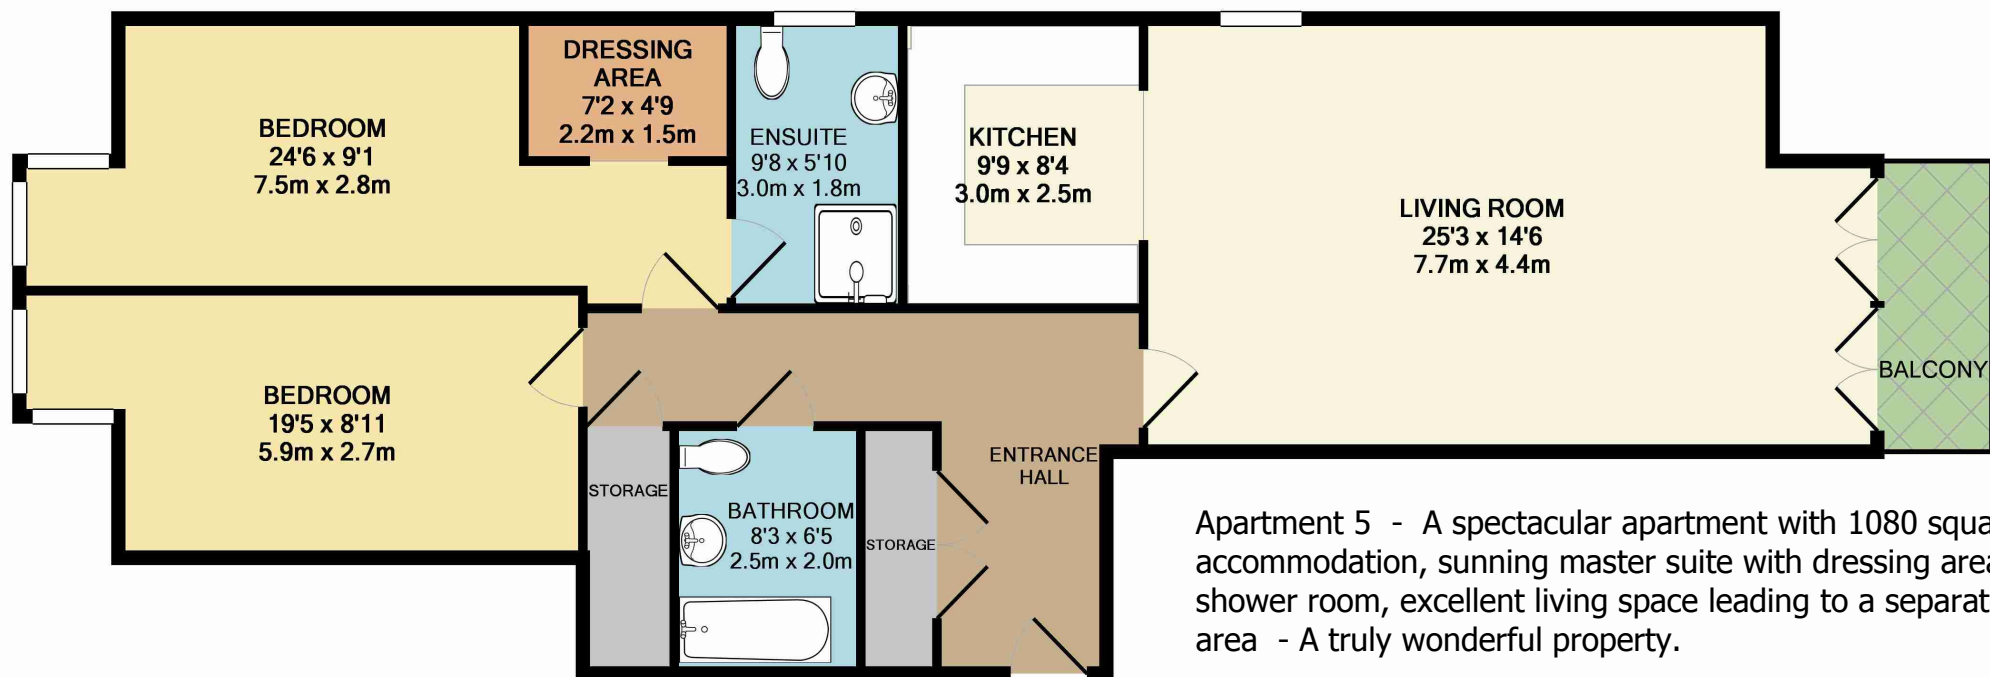 DRESSING
AREA
7'2 x 4'9
2.2m x 1.5m
BEDROOM
24'6 x 9'1
7.5m x 2.8m
ENSUITE
9'8 x 5'10
3.0m x 1.8m
KITCHEN
9'9 x 8'4
3.0m x 2.5m
LIVING ROOM
25'3 x 14'6
7.7m x 4.4m
BALCONY
BEDROOM
19'5 x 8'11
5.9m x 2.7m
STORAGE
BATHROOM
8'3 x 6'5
2.5m x 2.0m
STORAGE
ENTRANCE
HALL
Apartment 5 - A spectacular apartment with 1080 squa
accommodation, sunning master suite with dressing area
shower room, excellent living space leading to a separat
area - A truly wonderful property.